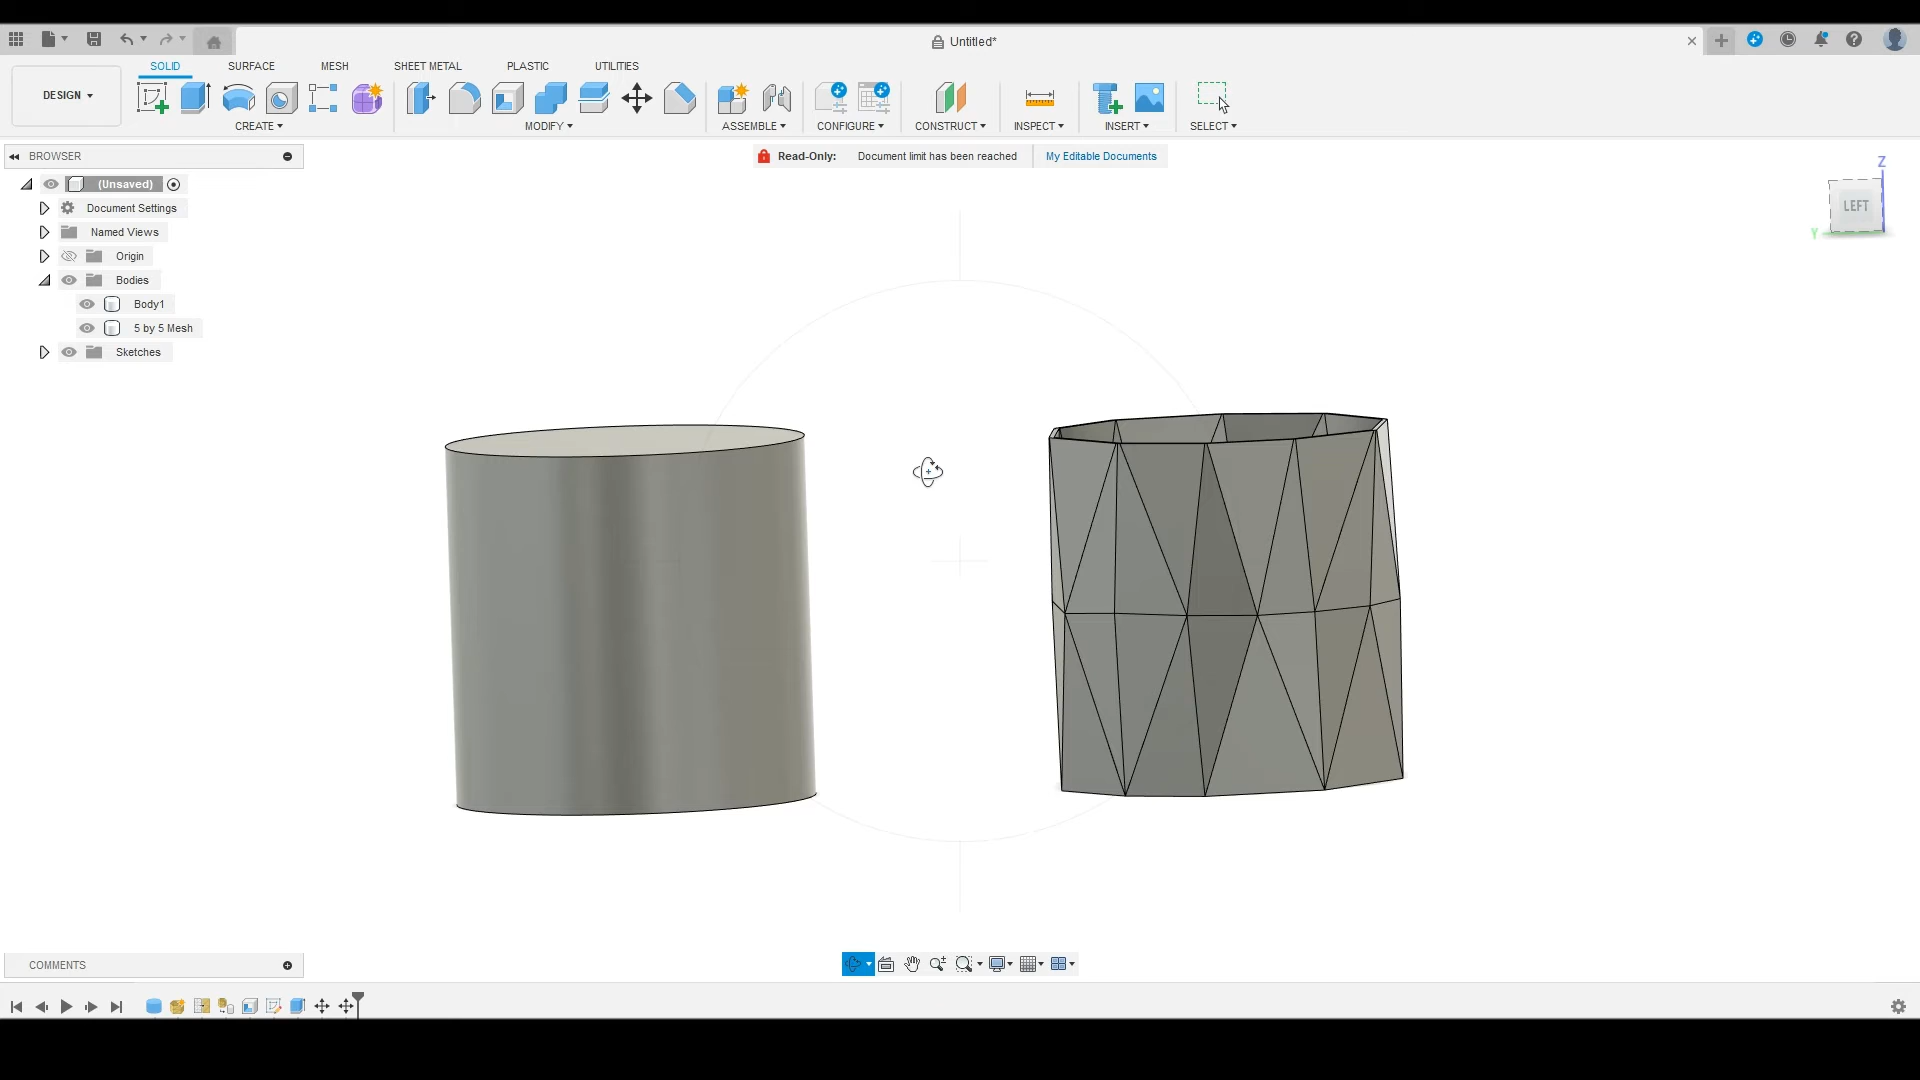 Untitled*
SOLID SURFACE MESH SHEET METAL PLASTIC UTILITIES
DESIGN
CREATE MODIFY ASSEMBLE CONFIGURE CONSTRUCT INSPECT INSERT SELECT
BROWSER
Read-Only: Document limit has been reached My Editable Documents
(Unsaved)
Document Settings
Named Views
Origin
Bodies
Body1
5 by 5 Mesh
Sketches
Z
LEFT
Y
COMMENTS